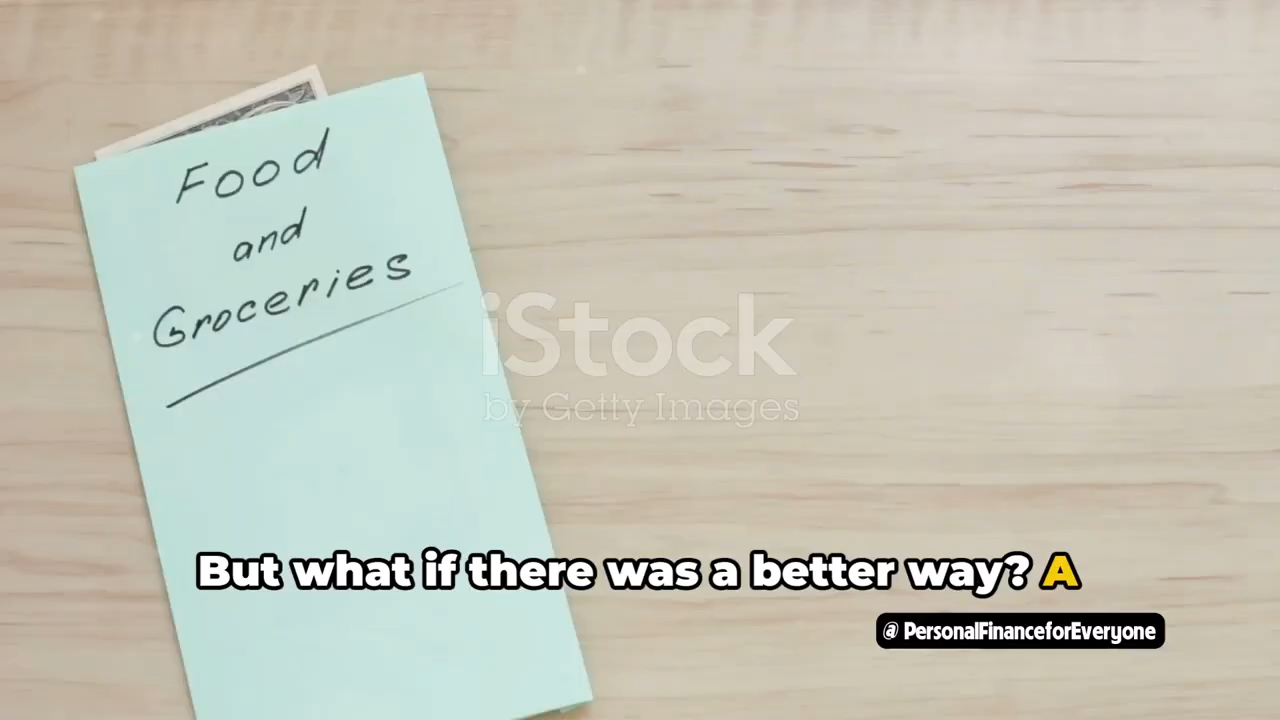 Food
and
Groceries
iStock
by Getty Images
But what if there was a better way? A
@ PersonalFinanceforEveryone